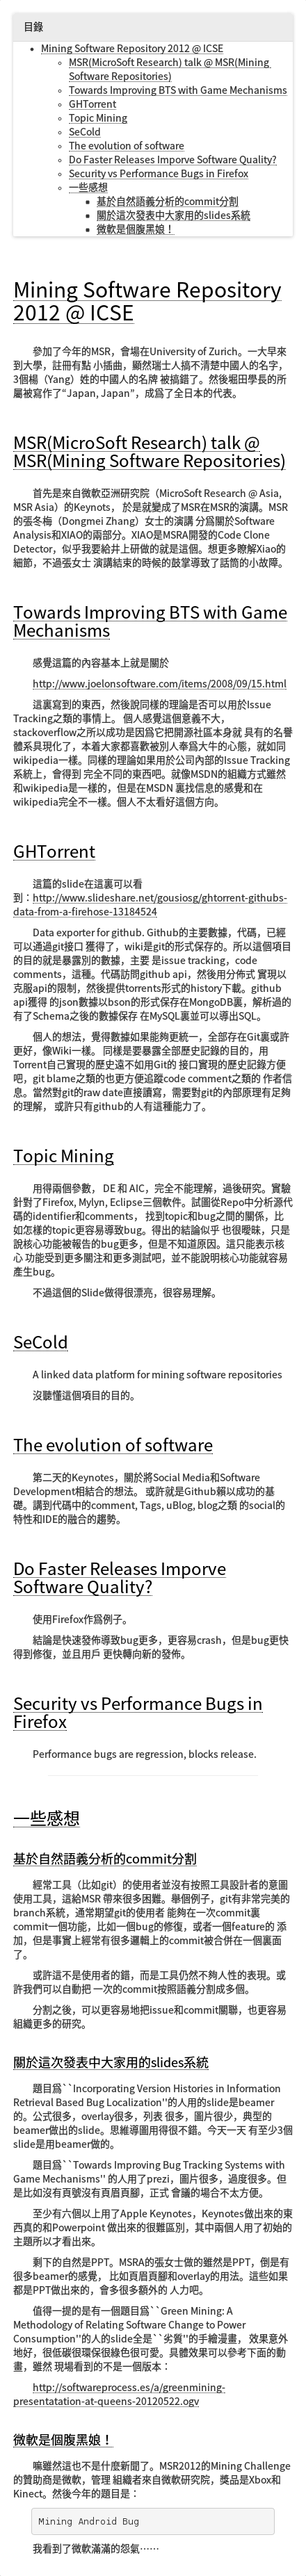 目錄
Mining Software Repository 2012 @ ICSE
MSR(MicroSoft Research) talk @ MSR(Mining
Software Repositories)
Towards Improving BTS with Game Mechanisms
GHTorrent
Topic Mining
SeCold
The evolution of software
Do Faster Releases Imporve Software Quality?
Security vs Performance Bugs in Firefox
一些感想
基於自然語義分析的commit分割
關於這次發表中大家用的slides系統
微軟是個腹黑娘！
Mining Software Repository
2012 @ ICSE
參加了今年的MSR，會場在University of Zurich。一大早來
到大學，註冊有點 小插曲，顯然瑞士人搞不清楚中國人的名字，
3個楊（Yang）姓的中國人的名牌 被搞錯了。然後堀田學長的所
屬被寫作了“Japan, Japan”，成爲了全日本的代表。
MSR(MicroSoft Research) talk @
MSR(Mining Software Repositories)
首先是來自微軟亞洲研究院（MicroSoft Research @ Asia,
MSR Asia）的Keynots， 於是就變成了MSR在MSR的演講。MSR
的張冬梅（Dongmei Zhang）女士的演講 分爲關於Software
Analysis和XIAO的兩部分。XIAO是MSRA開發的Code Clone
Detector，似乎我要給井上研做的就是這個。想更多瞭解Xiao的
細節，不過張女士 演講結束的時候的鼓掌導致了話筒的小故障。
Towards Improving BTS with Game
Mechanisms
感覺這篇的內容基本上就是關於
http://www.joelonsoftware.com/items/2008/09/15.html
這裏寫到的東西，然後說同樣的理論是否可以用於Issue
Tracking之類的事情上。 個人感覺這個意義不大，
stackoverflow之所以成功是因爲它把開源社區本身就 具有的名譽
體系具現化了，本着大家都喜歡被別人奉爲大牛的心態，就如同
wikipedia一樣。同樣的理論如果用於公司內部的Issue Tracking
系統上，會得到 完全不同的東西吧。就像MSDN的組織方式雖然
和wikipedia是一樣的，但是在MSDN 裏找信息的感覺和在
wikipedia完全不一樣。個人不太看好這個方向。
GHTorrent
這篇的slide在這裏可以看
到：http://www.slideshare.net/gousiosg/ghtorrent-githubs-
data-from-a-firehose-13184524
Data exporter for github. Github的主要數據，代碼，已經
可以通過git接口 獲得了，wiki是git的形式保存的。所以這個項目
的目的就是暴露別的數據，主要 是issue tracking，code
comments，這種。代碼訪問github api，然後用分佈式 實現以
克服api的限制，然後提供torrents形式的history下載。github
api獲得 的json數據以bson的形式保存在MongoDB裏，解析過的
有了Schema之後的數據保存 在MySQL裏並可以導出SQL。
個人的想法，覺得數據如果能夠更統一，全部存在Git裏或許
更好，像Wiki一樣。 同樣是要暴露全部歷史記錄的目的，用
Torrent自己實現的歷史遠不如用Git的 接口實現的歷史記錄方便
吧，git blame之類的也更方便追蹤code comment之類的 作者信
息。當然對git的raw date直接讀寫，需要對git的內部原理有足夠
的理解， 或許只有github的人有這種能力了。
Topic Mining
用得兩個參數， DE 和 AIC，完全不能理解，過後研究。實驗
針對了Firefox, Mylyn, Eclipse三個軟件。試圖從Repo中分析源代
碼的identifier和comments， 找到topic和bug之間的關係，比
如怎樣的topic更容易導致bug。得出的結論似乎 也很曖昧，只是
說核心功能被報告的bug更多，但是不知道原因。這只能表示核
心 功能受到更多關注和更多測試吧，並不能說明核心功能就容易
產生bug。
不過這個的Slide做得很漂亮，很容易理解。
SeCold
A linked data platform for mining software repositories
沒聽懂這個項目的目的。
The evolution of software
第二天的Keynotes，關於將Social Media和Software
Development相結合的想法。 或許就是Github賴以成功的基
礎。講到代碼中的comment, Tags, uBlog, blog之類 的social的
特性和IDE的融合的趨勢。
Do Faster Releases Imporve
Software Quality?
使用Firefox作爲例子。
結論是快速發佈導致bug更多，更容易crash，但是bug更快
得到修復，並且用戶 更快轉向新的發佈。
Security vs Performance Bugs in
Firefox
Performance bugs are regression, blocks release.
一些感想
基於自然語義分析的commit分割
經常工具（比如git）的使用者並沒有按照工具設計者的意圖
使用工具，這給MSR 帶來很多困難。舉個例子，git有非常完美的
branch系統，通常期望git的使用者 能夠在一次commit裏
commit一個功能，比如一個bug的修復，或者一個feature的 添
加，但是事實上經常有很多邏輯上的commit被合併在一個裏面
了。
或許這不是使用者的錯，而是工具仍然不夠人性的表現。或
許我們可以自動把 一次的commit按照語義分割成多個。
分割之後，可以更容易地把issue和commit關聯，也更容易
組織更多的研究。
關於這次發表中大家用的slides系統
題目爲``Incorporating Version Histories in Information
Retrieval Based Bug Localization''的人用的slide是beamer
的。公式很多，overlay很多，列表 很多，圖片很少，典型的
beamer做出的slide。思維導圖用得很不錯。今天一天 有至少3個
slide是用beamer做的。
題目爲``Towards Improving Bug Tracking Systems with
Game Mechanisms'' 的人用了prezi，圖片很多，過度很多。但
是比如沒有頁號沒有頁眉頁腳，正式 會議的場合不太方便。
至少有六個以上用了Apple Keynotes，Keynotes做出來的東
西真的和Powerpoint 做出來的很難區別，其中兩個人用了初始的
主題所以才看出來。
剩下的自然是PPT。MSRA的張女士做的雖然是PPT，倒是有
很多beamer的感覺， 比如頁眉頁腳和overlay的用法。這些如果
都是PPT做出來的，會多很多額外的 人力吧。
值得一提的是有一個題目爲``Green Mining: A
Methodology of Relating Software Change to Power
Consumption''的人的slide全是``劣質''的手繪漫畫， 效果意外
地好，很低碳很環保很綠色很可愛。具體效果可以參考下面的動
畫，雖然 現場看到的不是一個版本：
http://softwareprocess.es/a/greenmining-
presentatation-at-queens-20120522.ogv
微軟是個腹黑娘！
嘛雖然這也不是什麼新聞了。MSR2012的Mining Challenge
的贊助商是微軟，管理 組織者來自微軟研究院，獎品是Xbox和
Kinect。然後今年的題目是：
Mining Android Bug
我看到了微軟滿滿的怨氣……